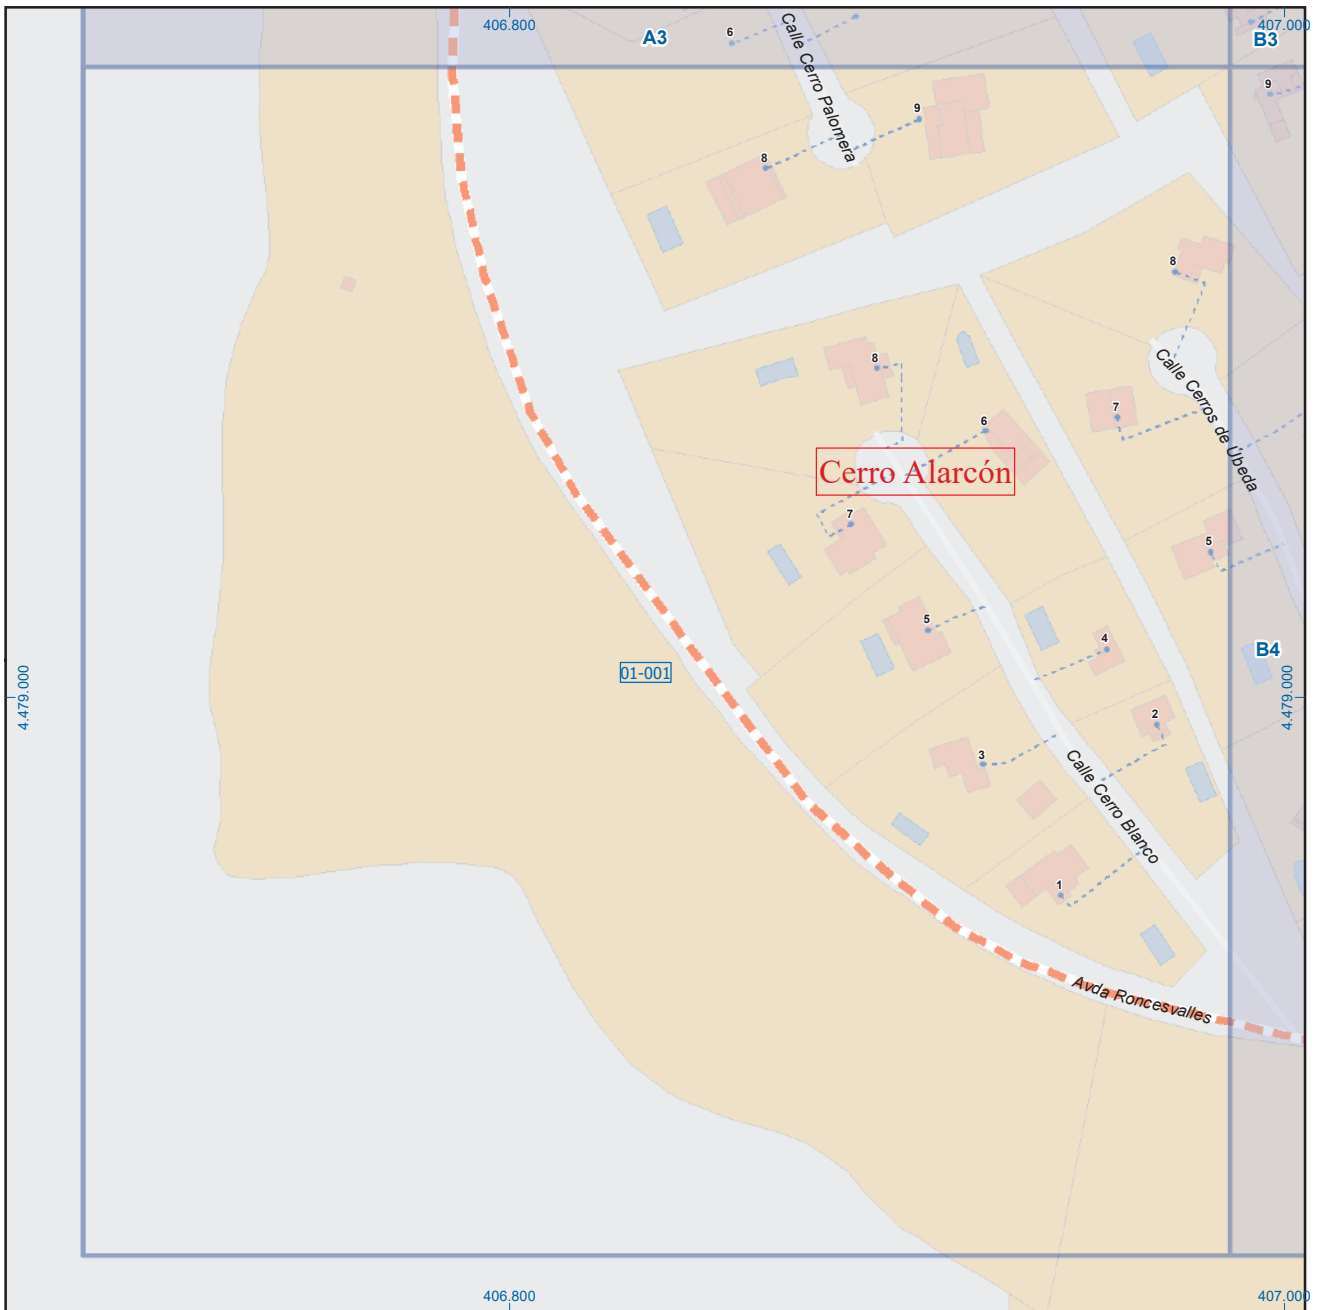 406.800
407.000
A3
B3
6
Calle Cerro Palomera
9
9
8
8
Calle Cerros de Úbeda
8
7
6
Cerro Alarcón
7
5
5
4
B4
01-001
4.479.000
4.479.000
2
3
Calle Cerro Blanco
1
Avda Roncesvalles
406.800
407.000